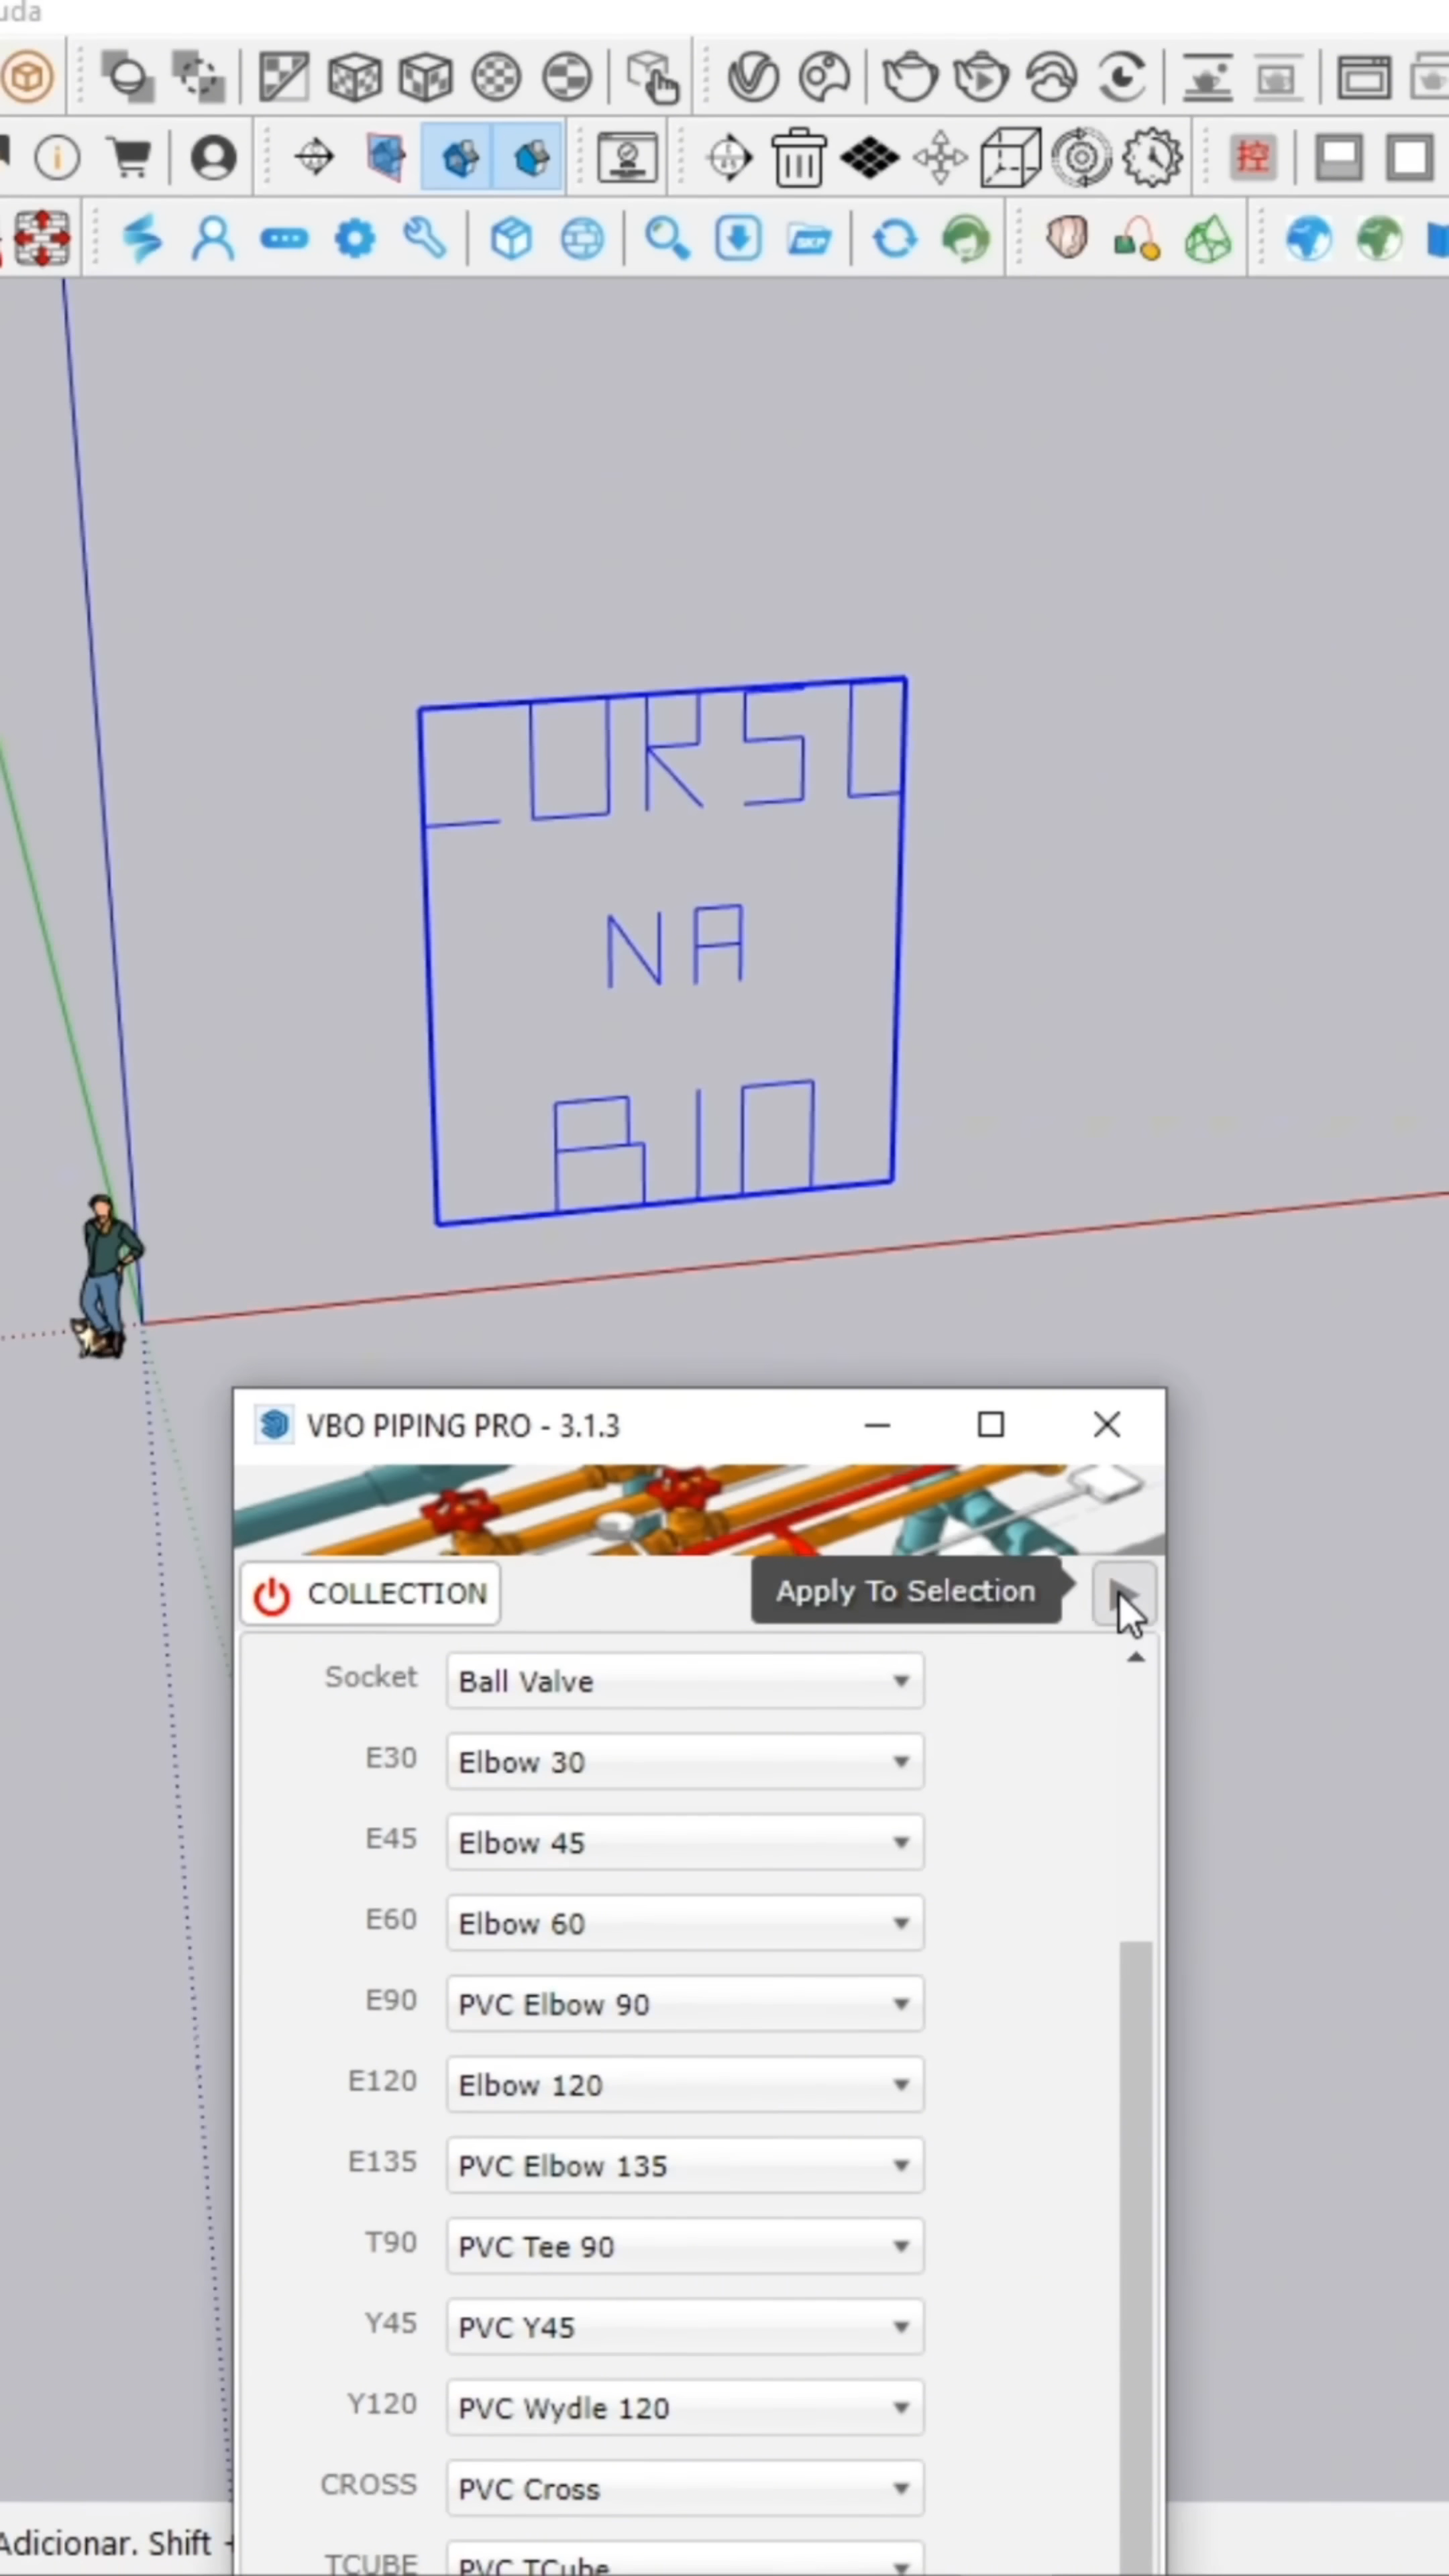 uda
控
SKP
CURSO
NA
BIO
VBO PIPING PRO - 3.1.3
COLLECTION
Apply To Selection
Socket Ball Valve
E30 Elbow 30
E45 Elbow 45
E60 Elbow 60
E90 PVC Elbow 90
E120 Elbow 120
E135 PVC Elbow 135
T90 PVC Tee 90
Y45 PVC Y45
Y120 PVC Wydle 120
CROSS PVC Cross
TCUBE PVC TCube
Adicionar. Shift +